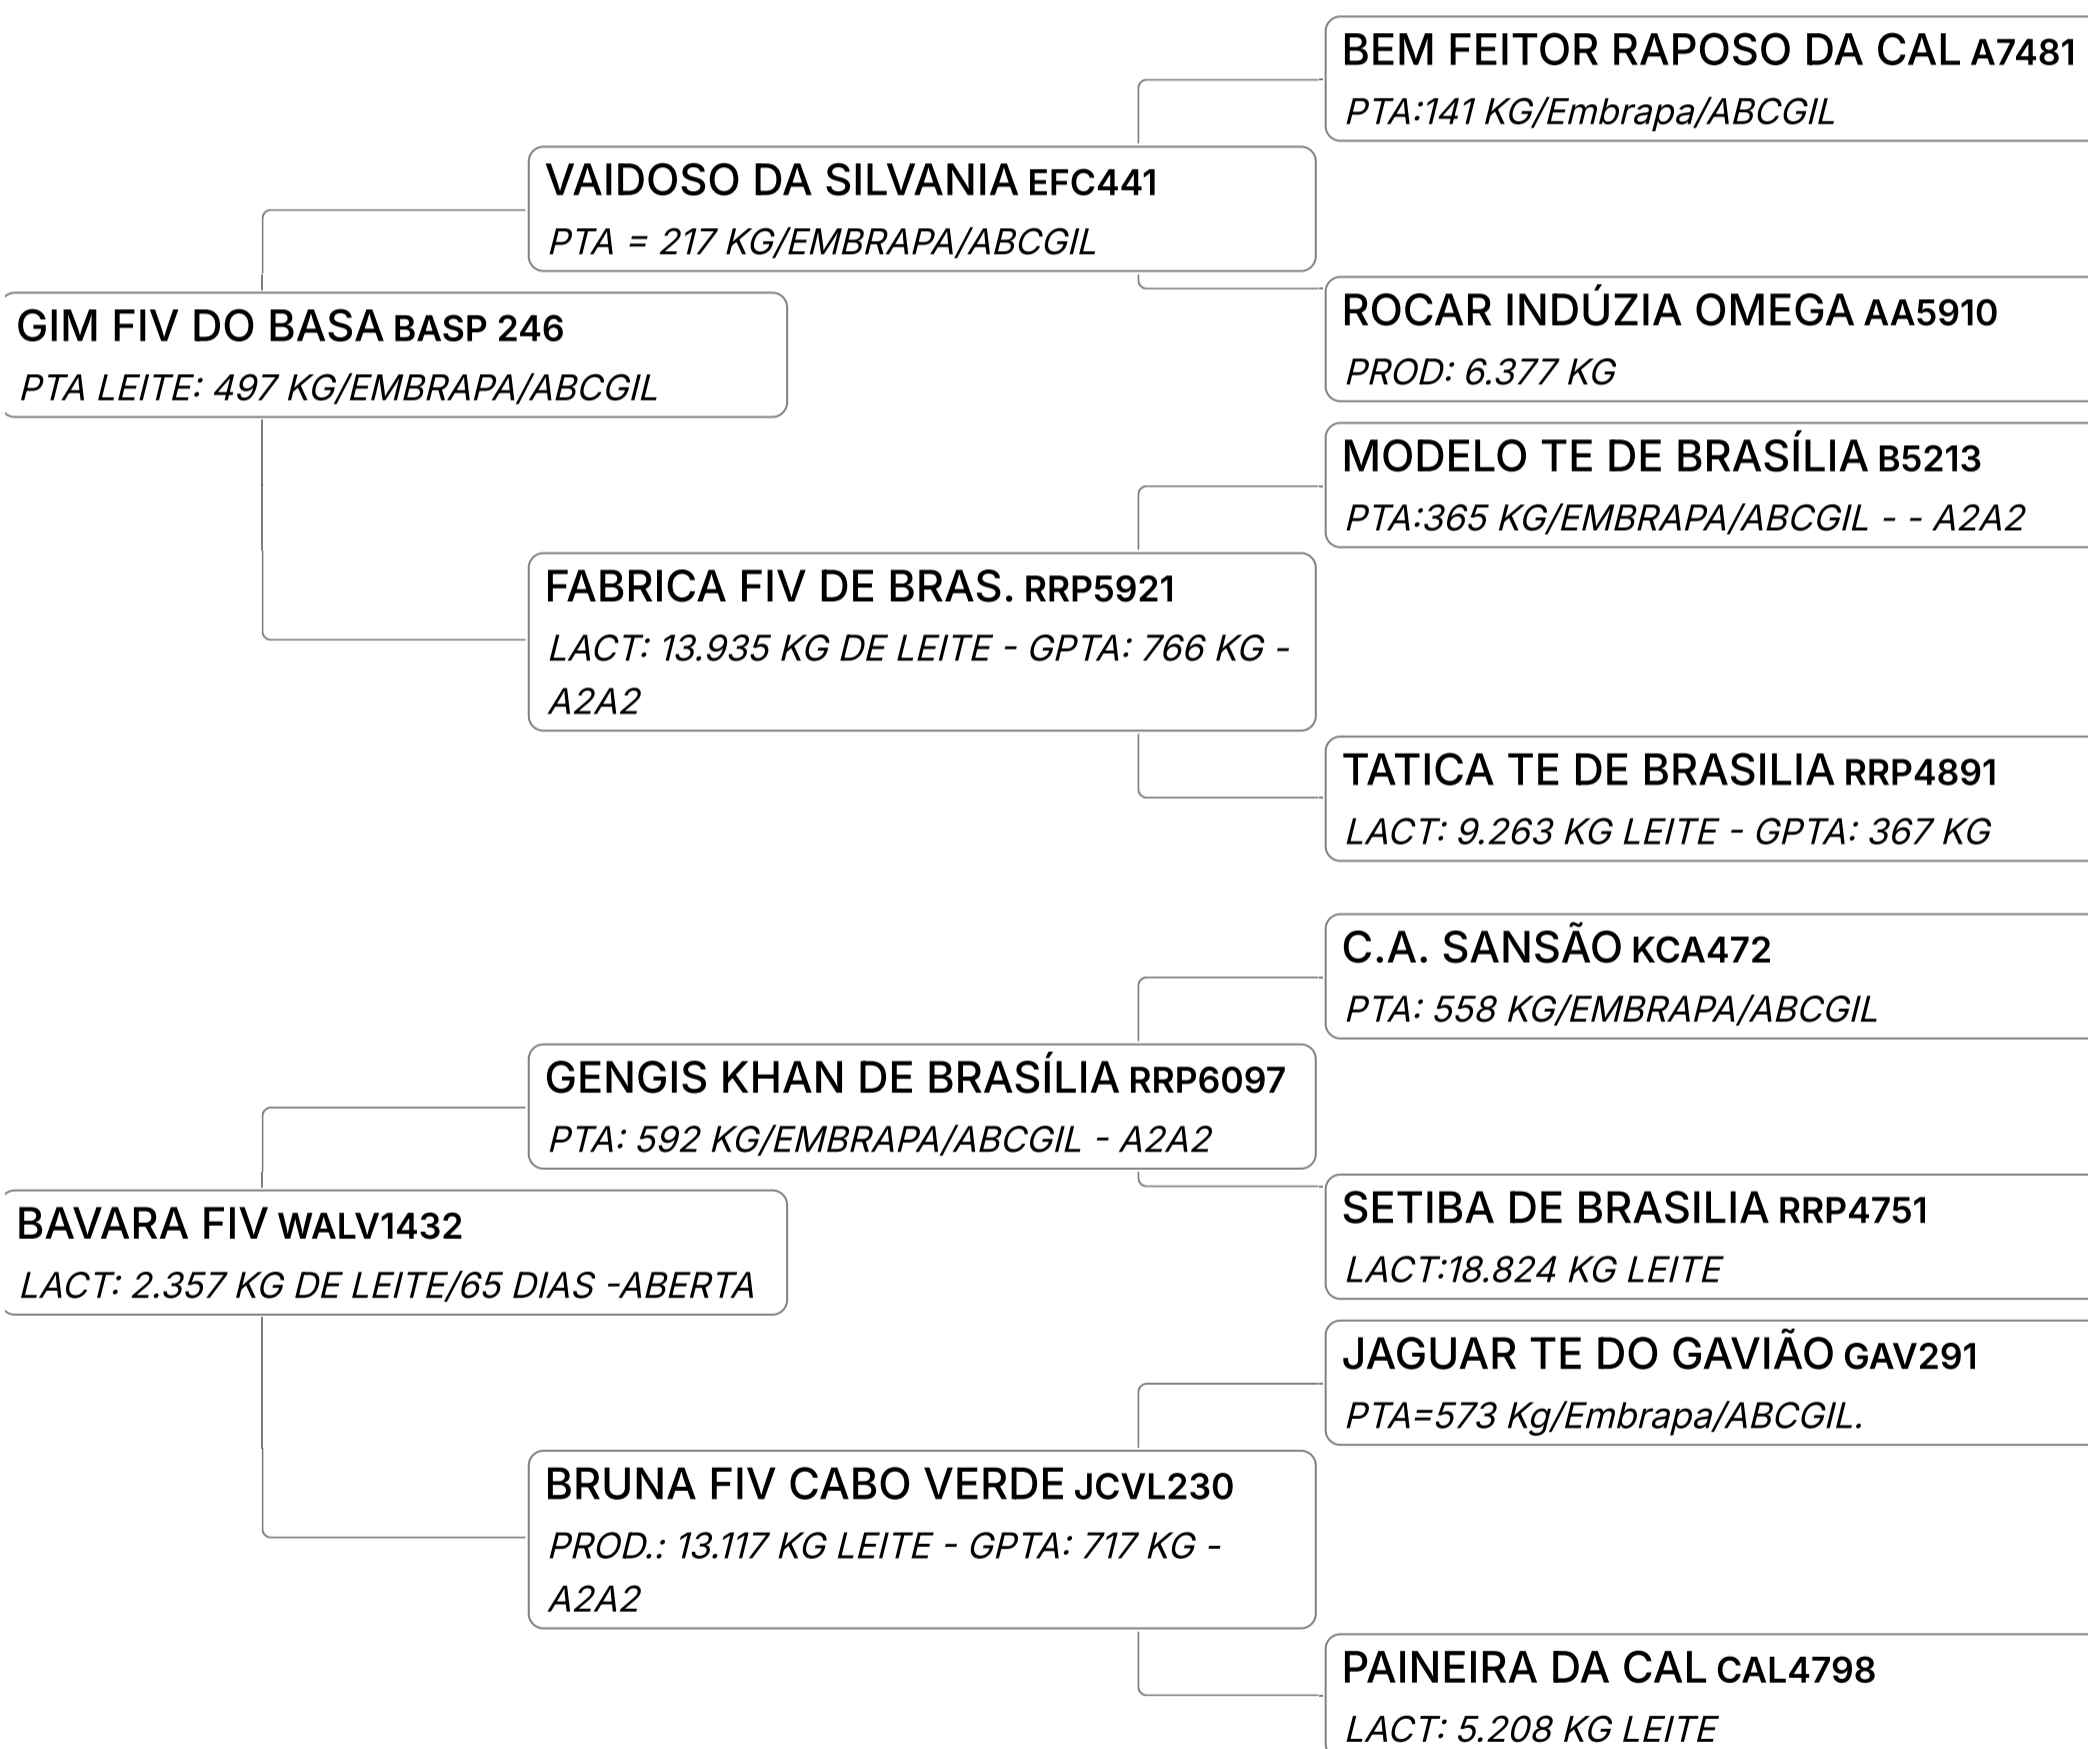 BEM FEITOR RAPOSO DA CAL A7481
PTA:141 KG/Embrapa/ABCGIL
VAIDOSO DA SILVANIA EFC441
PTA = 217 KG/EMBRAPA/ABCGIL
ROCAR INDÚZIA OMEGA AA5910
PROD: 6.377 KG
GIM FIV DO BASA BASP 246
PTA LEITE: 497 KG/EMBRAPA/ABCGIL
MODELO TE DE BRASÍLIA B5213
PTA:365 KG/EMBRAPA/ABCGIL - - A2A2
FABRICA FIV DE BRAS. RRP5921
LACT: 13.935 KG DE LEITE - GPTA: 766 KG -
A2A2
TATICA TE DE BRASILIA RRP4891
LACT: 9.263 KG LEITE - GPTA: 367 KG
C.A. SANSÃO KCA472
PTA: 558 KG/EMBRAPA/ABCGIL
GENGIS KHAN DE BRASÍLIA RRP6097
PTA: 592 KG/EMBRAPA/ABCGIL - A2A2
SETIBA DE BRASILIA RRP4751
LACT:18.824 KG LEITE
BAVARA FIV WALV1432
LACT: 2.357 KG DE LEITE/65 DIAS -ABERTA
JAGUAR TE DO GAVIÃO GAV291
PTA=573 Kg/Embrapa/ABCGIL.
BRUNA FIV CABO VERDE JCVL230
PROD.: 13.117 KG LEITE - GPTA: 717 KG -
A2A2
PAINEIRA DA CAL CAL4798
LACT: 5.208 KG LEITE